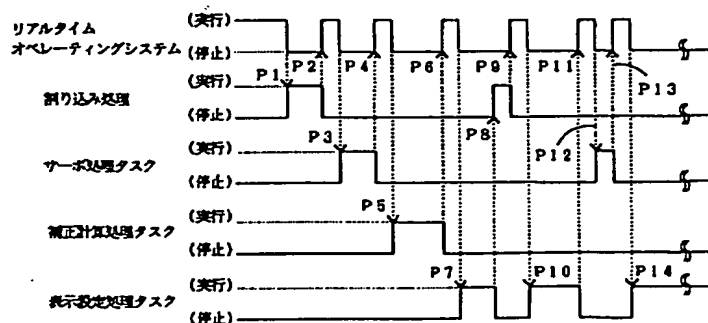 リアルタイム
オペレーティングシステム
(実行)
(停止)
P2
P4
P6
P9
P11
P13
割り込み処理
(実行)
(停止)
P1
P8
サーボ処理タスク
(実行)
(停止)
P3
P12
補正計算処理タスク
(実行)
(停止)
P5
表示設定処理タスク
(実行)
(停止)
P7
P10
P14